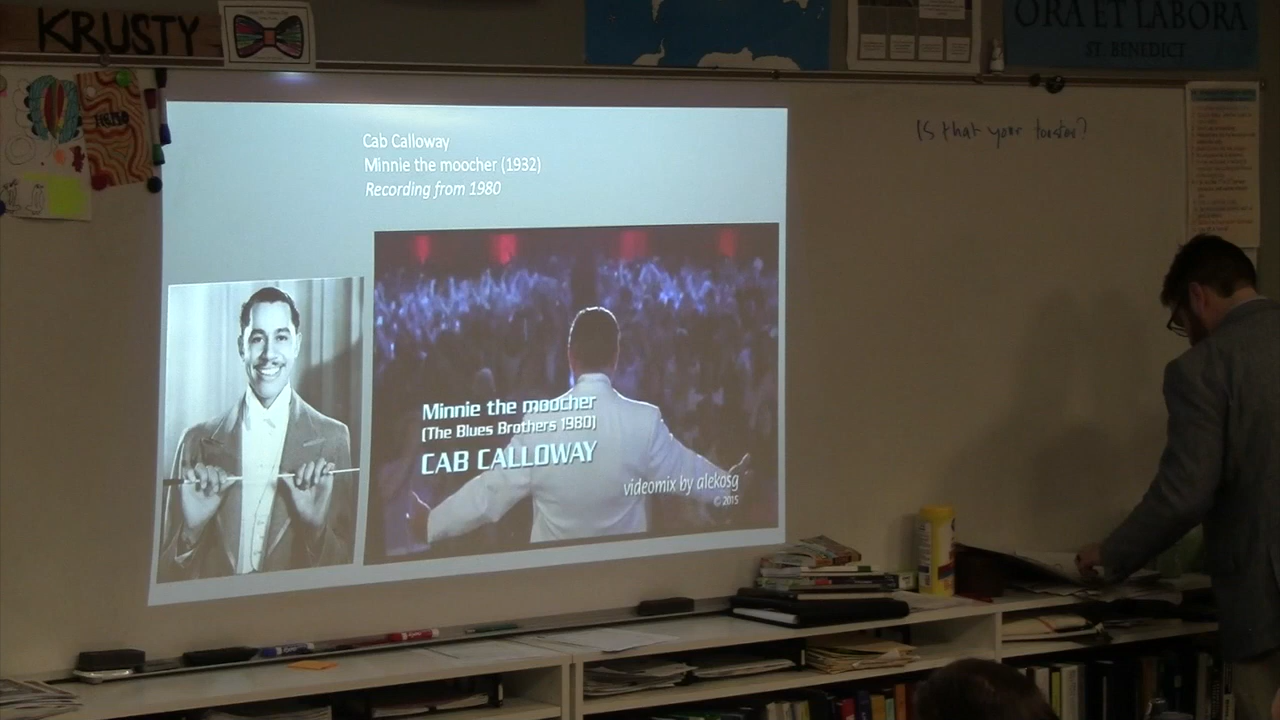 KRUSTY
ORA ET LABORA
ST. BENEDICT
Is that your toaster?
Cab Calloway
Minnie the moocher (1932)
Recording from 1980
Minnie the moocher
(The Blues Brothers 1980)
CAB CALLOWAY
videomix by alekosg
© 2015